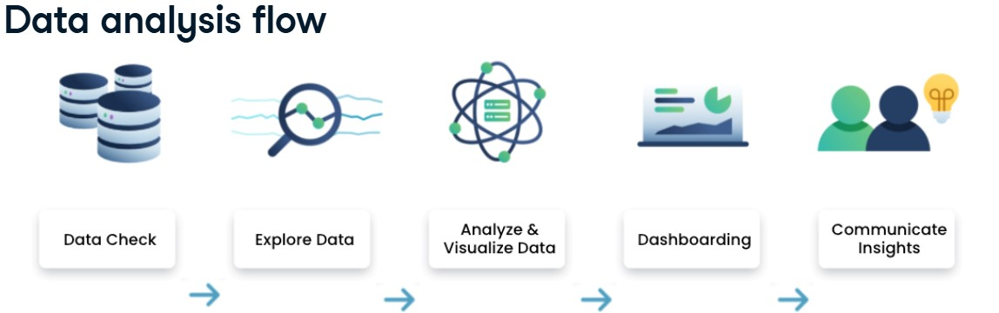 Data analysis flow
Data Check
Explore Data
Analyze &
Visualize Data
Dashboarding
Communicate
Insights